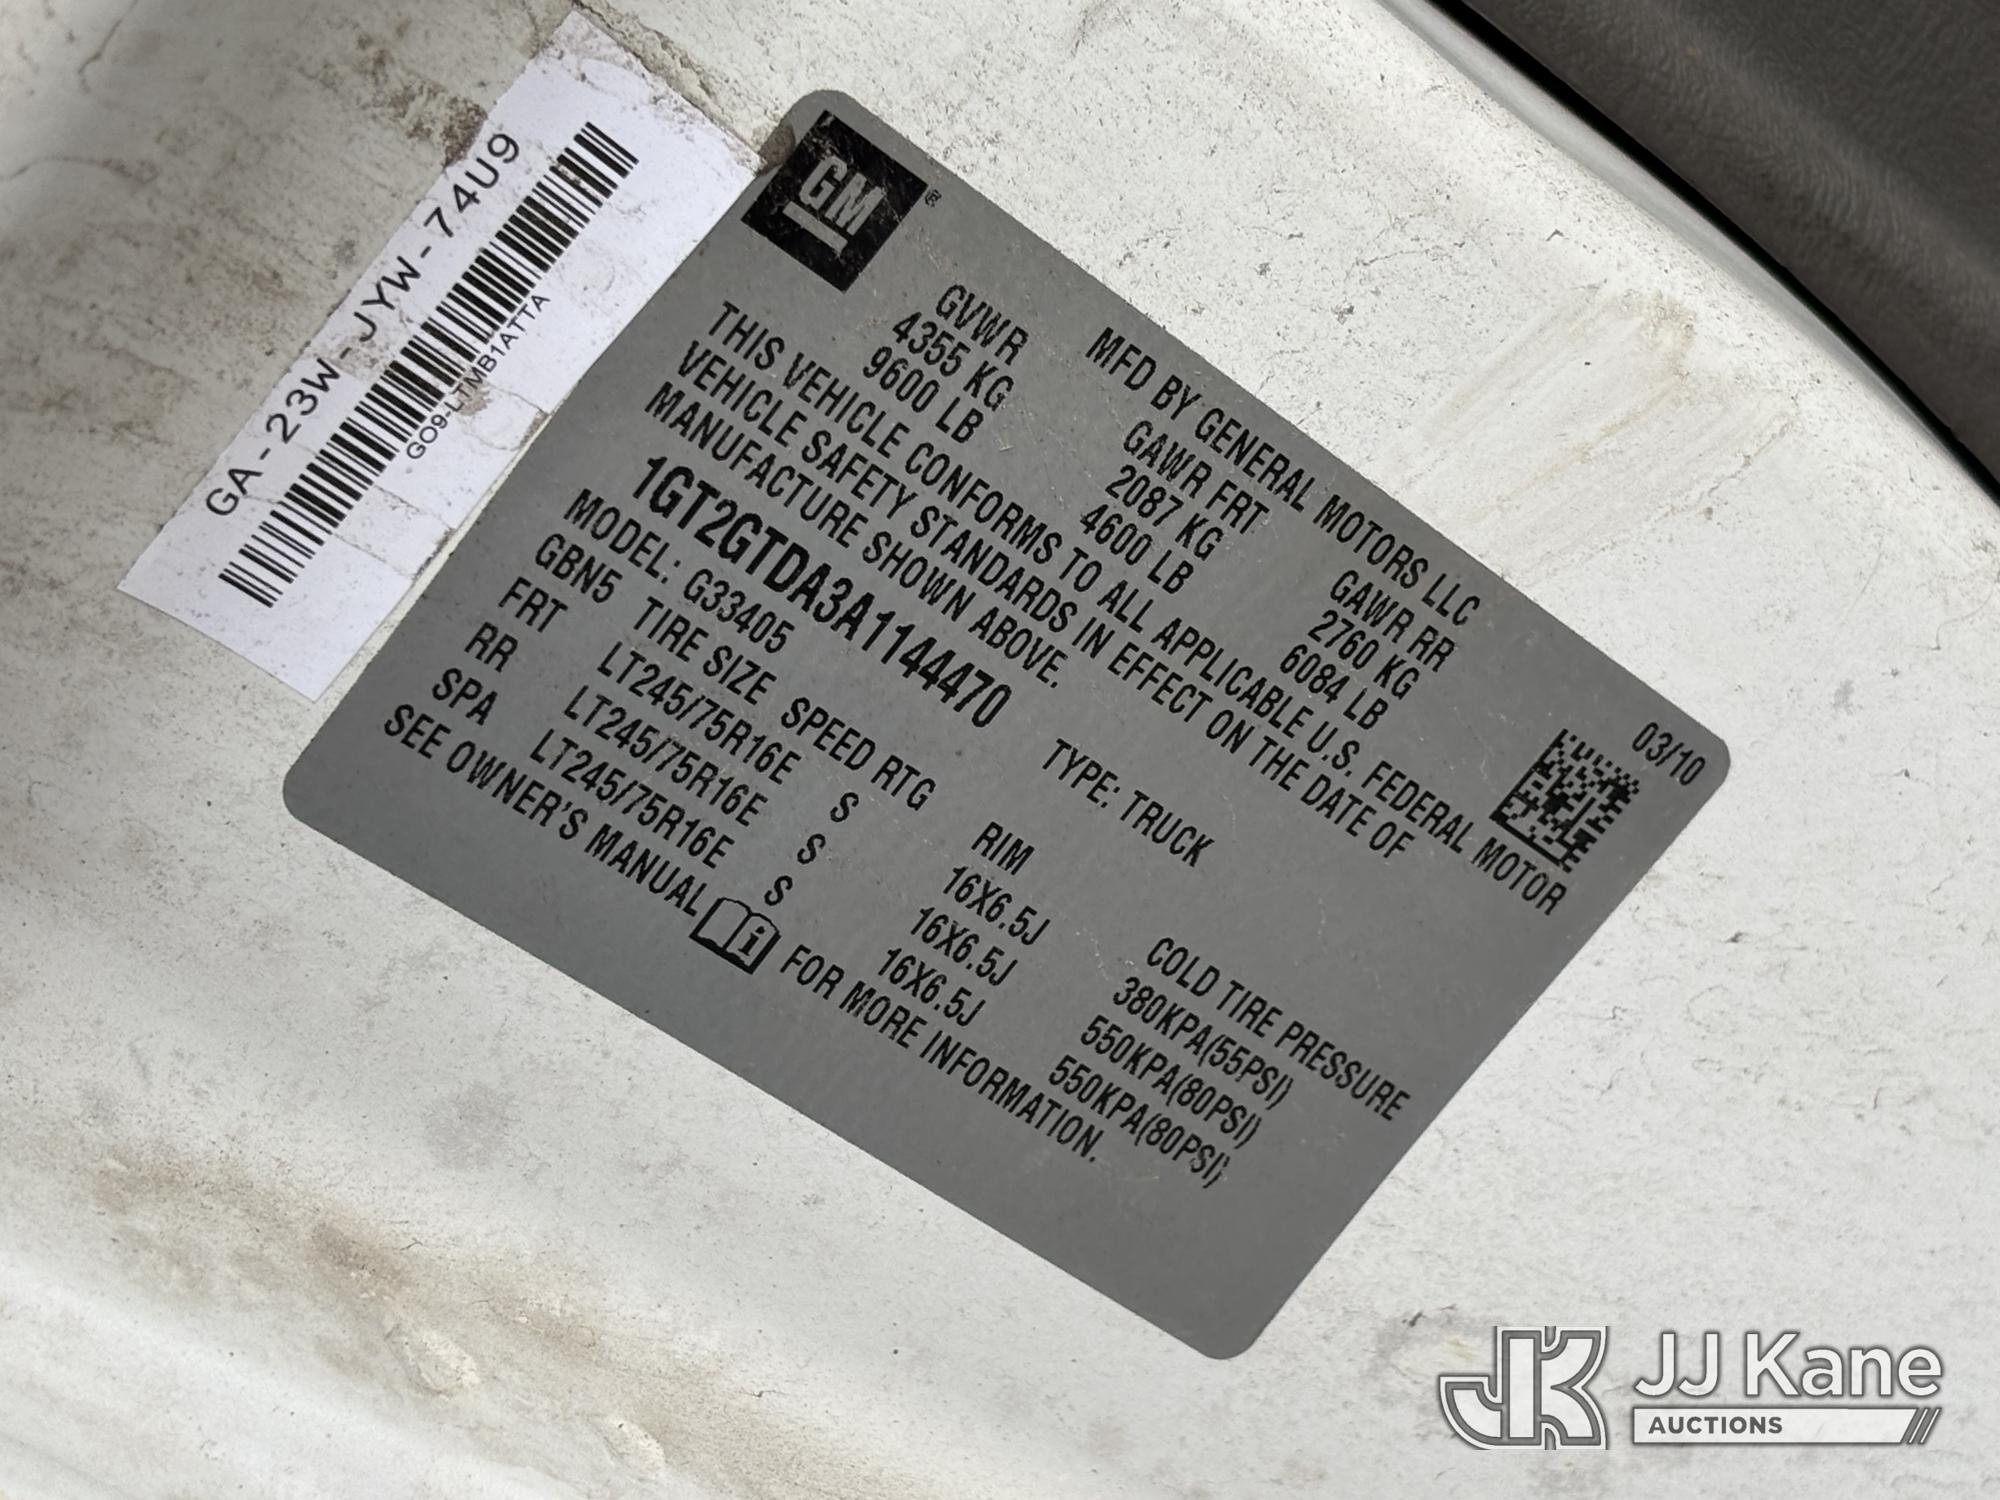 GA-23W-JYW-74U9
GO9-LTMB1ATTA
GM ®
MFD BY GENERAL MOTORS LLC 03/10
GVWR GAWR FRT GAWR RR
4355 KG 2087 KG 2760 KG
9600 LB 4600 LB 6084 LB
THIS VEHICLE CONFORMS TO ALL APPLICABLE U.S. FEDERAL MOTOR
VEHICLE SAFETY STANDARDS IN EFFECT ON THE DATE OF
MANUFACTURE SHOWN ABOVE.
1GT2GTDA3A1144470 TYPE: TRUCK
MODEL: G33405
GBN5 TIRE SIZE SPEED RTG RIM COLD TIRE PRESSURE
FRT LT245/75R16E S 16X6.5J 380KPA(55PSI)
RR LT245/75R16E S 16X6.5J 550KPA(80PSI)
SPA LT245/75R16E S 16X6.5J 550KPA(80PSI)
SEE OWNER'S MANUAL i FOR MORE INFORMATION.
JK JJ Kane
AUCTIONS